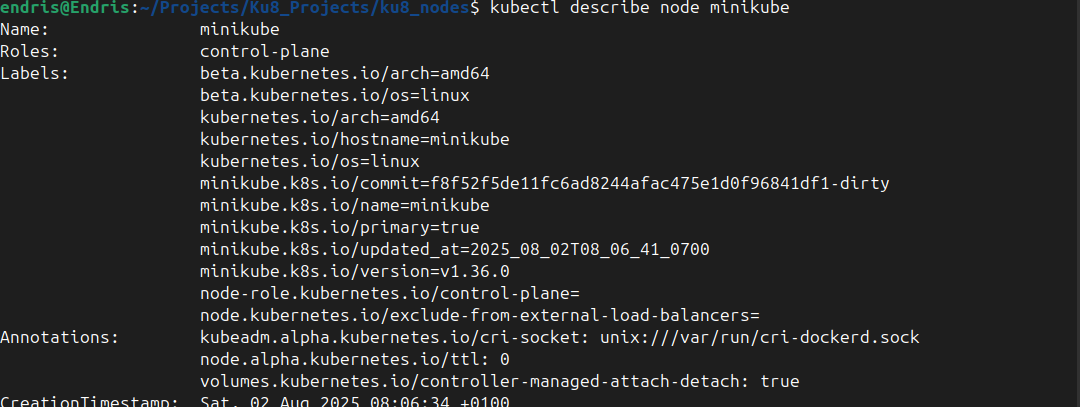 endris@Endris:~/Projects/Ku8_Projects/ku8_nodes$ kubectl describe node minikube
Name:               minikube
Roles:              control-plane
Labels:             beta.kubernetes.io/arch=amd64
                    beta.kubernetes.io/os=linux
                    kubernetes.io/arch=amd64
                    kubernetes.io/hostname=minikube
                    kubernetes.io/os=linux
                    minikube.k8s.io/commit=f8f52f5de11fc6ad8244afac475e1d0f96841df1-dirty
                    minikube.k8s.io/name=minikube
                    minikube.k8s.io/primary=true
                    minikube.k8s.io/updated_at=2025_08_02T08_06_41_0700
                    minikube.k8s.io/version=v1.36.0
                    node-role.kubernetes.io/control-plane=
                    node.kubernetes.io/exclude-from-external-load-balancers=
Annotations:        kubeadm.alpha.kubernetes.io/cri-socket: unix:///var/run/cri-dockerd.sock
                    node.alpha.kubernetes.io/ttl: 0
                    volumes.kubernetes.io/controller-managed-attach-detach: true
CreationTimestamp:  Sat, 02 Aug 2025 08:06:34 +0100